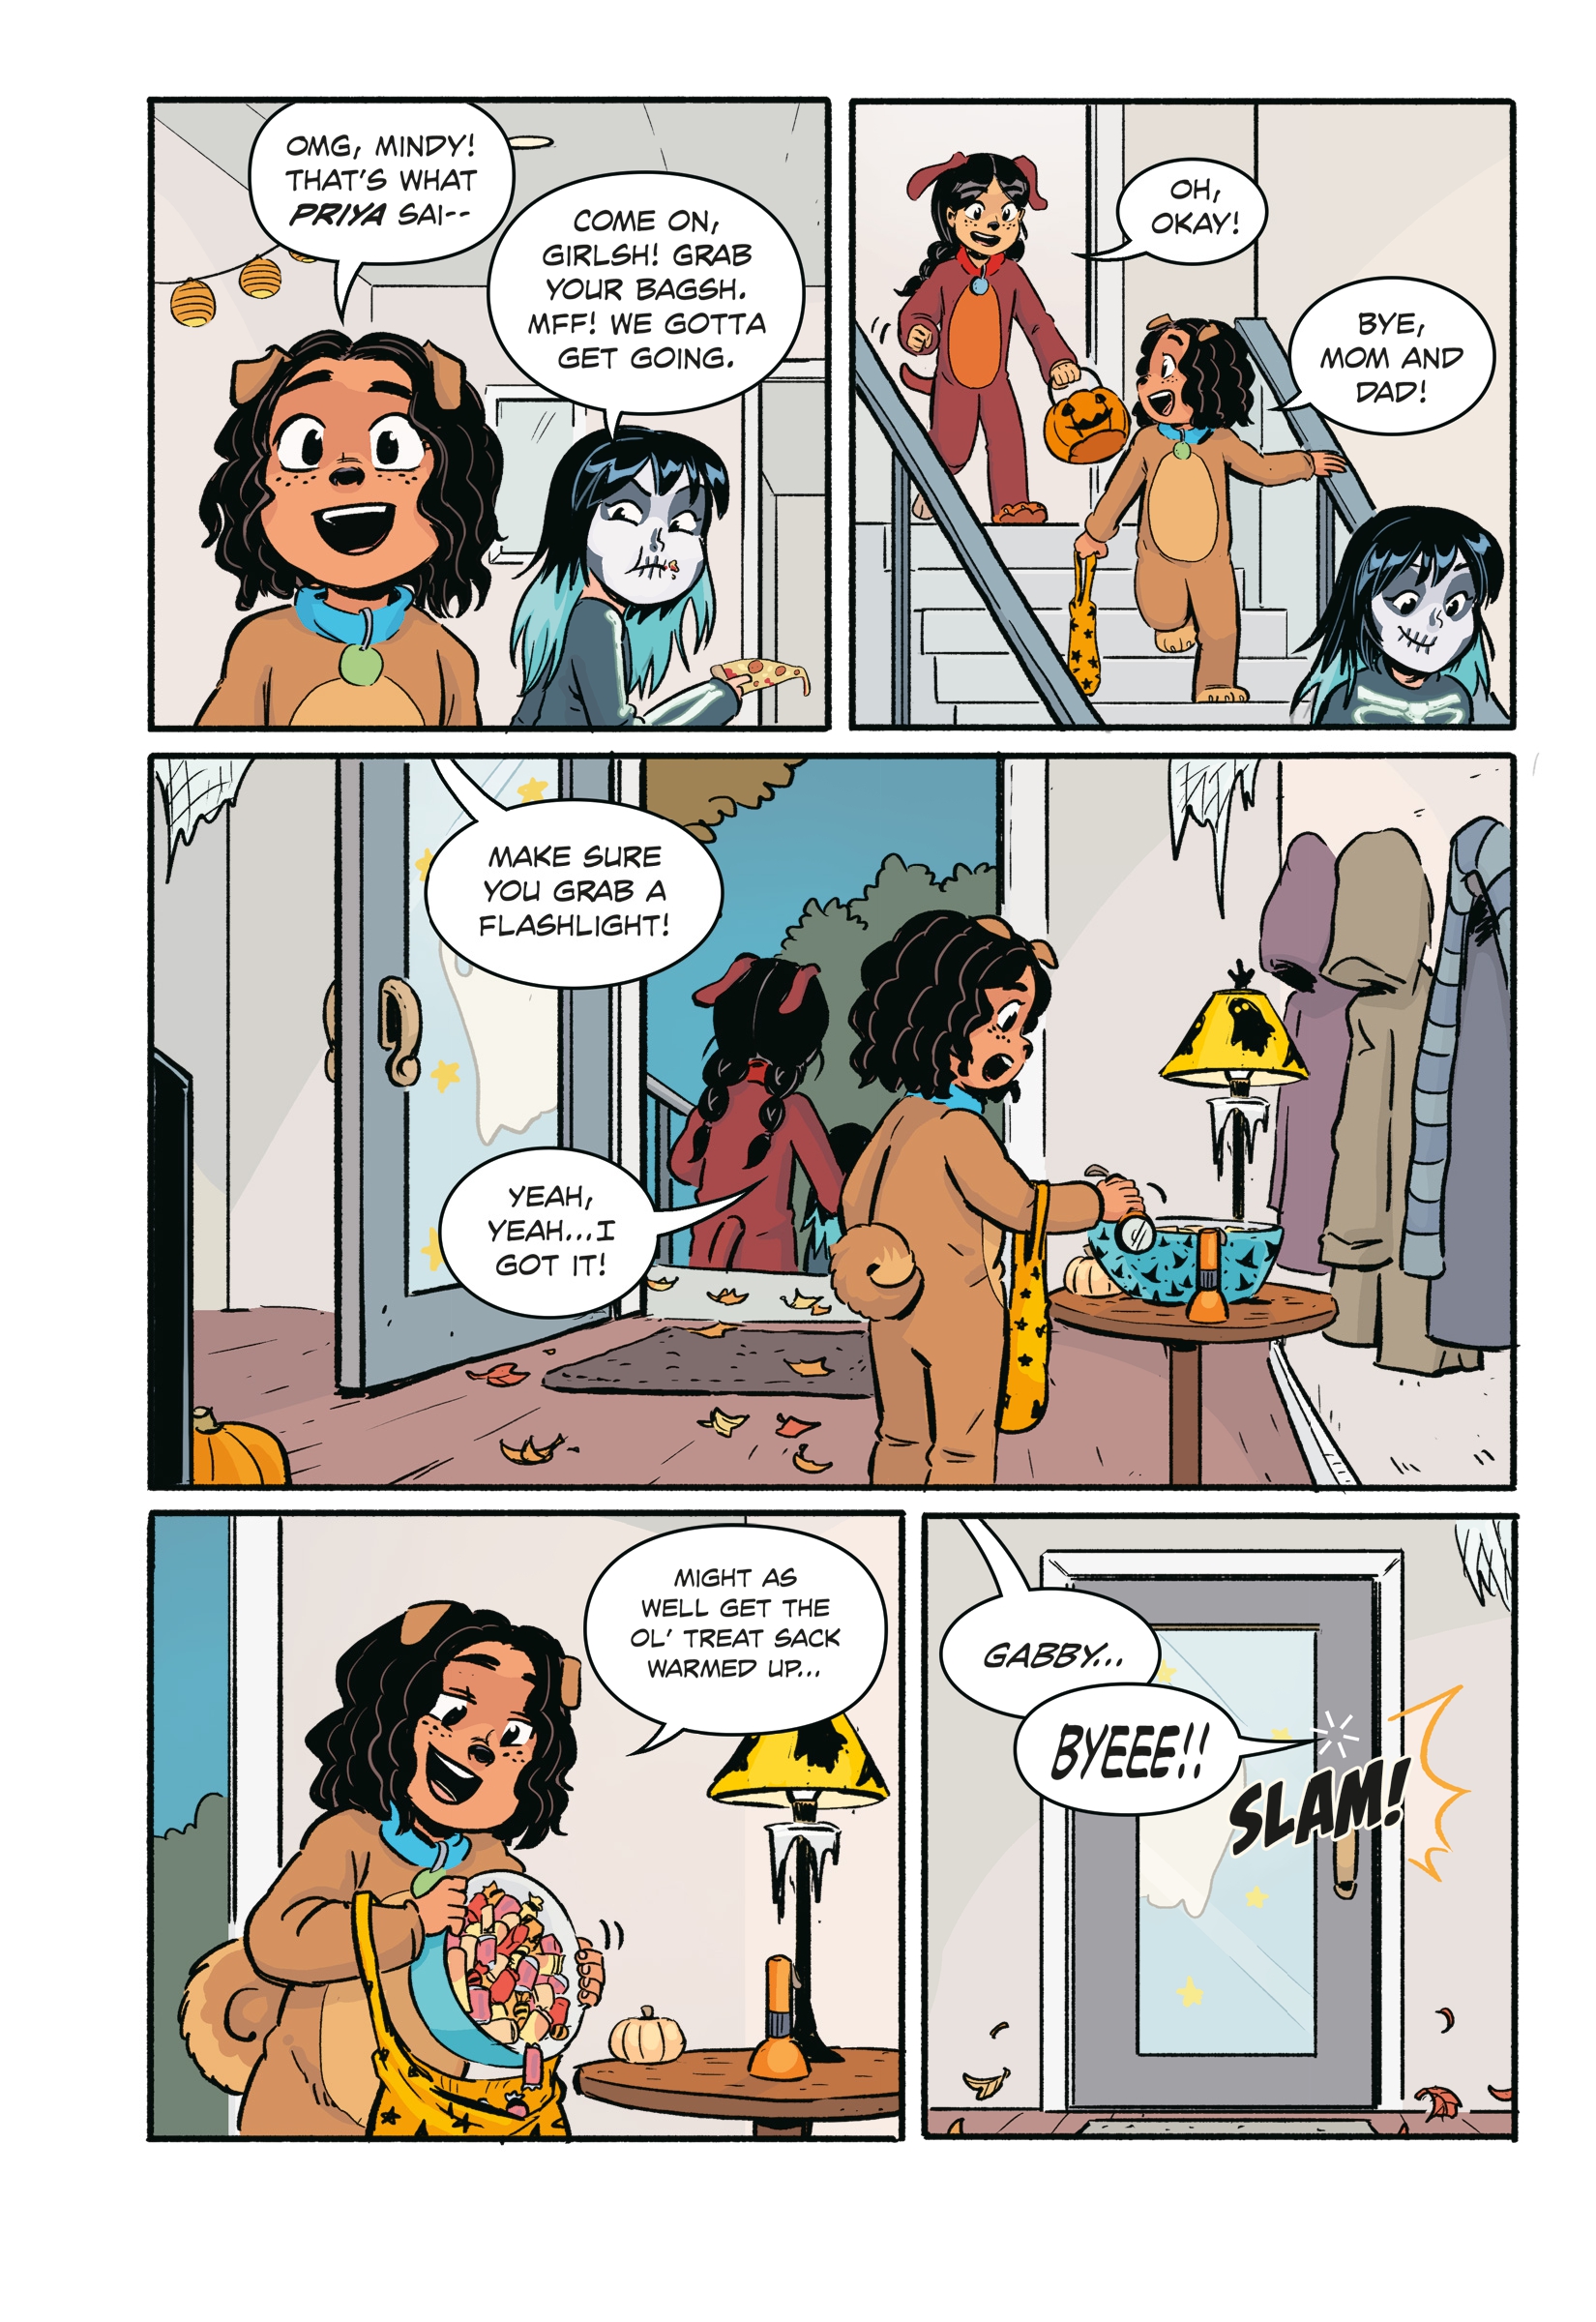 OMG, MINDY!
THAT'S WHAT
PRIYA SAI--
COME ON,
GIRLSH! GRAB
YOUR BAGSH.
MFF! WE GOTTA
GET GOING.
OH,
OKAY!
BYE,
MOM AND
DAD!
MAKE SURE
YOU GRAB A
FLASHLIGHT!
YEAH,
YEAH...I
GOT IT!
MIGHT AS
WELL GET THE
OL' TREAT SACK
WARMED UP...
GABBY...
BYEEE!!
SLAM!